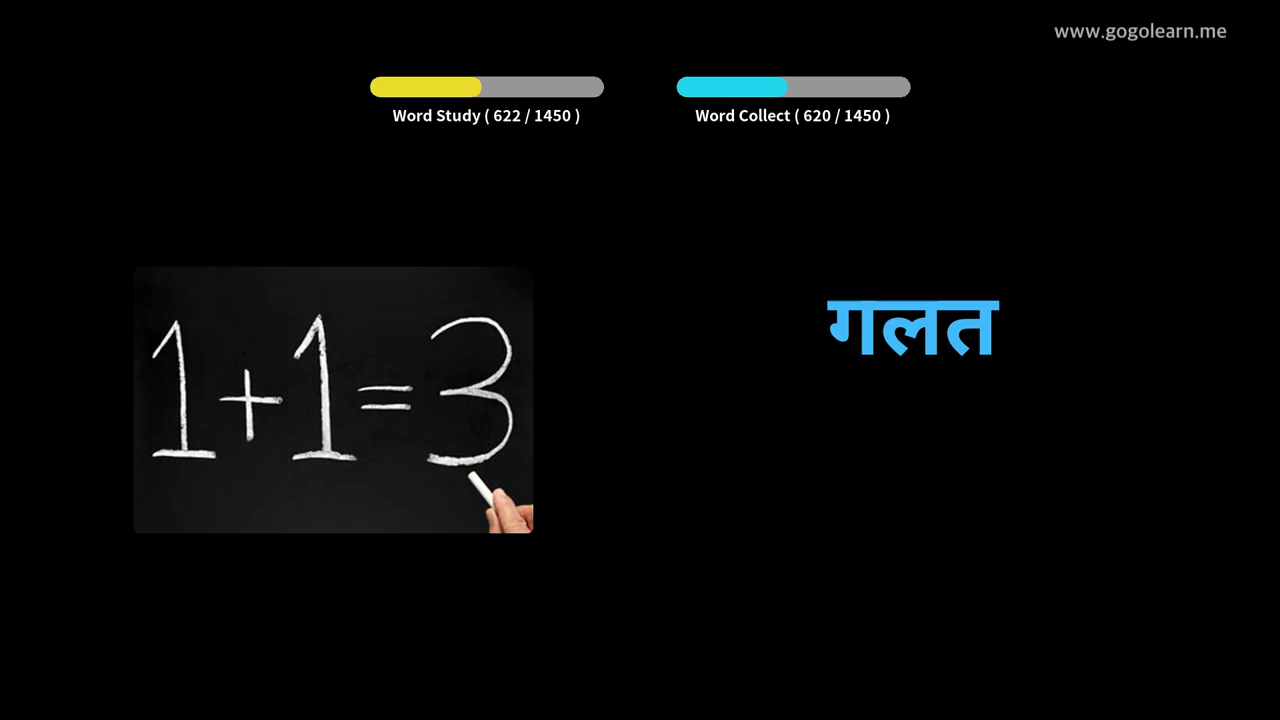 www.gogolearn.me
Word Study ( 622 / 1450 )
Word Collect ( 620 / 1450 )
1+1=3
गलत